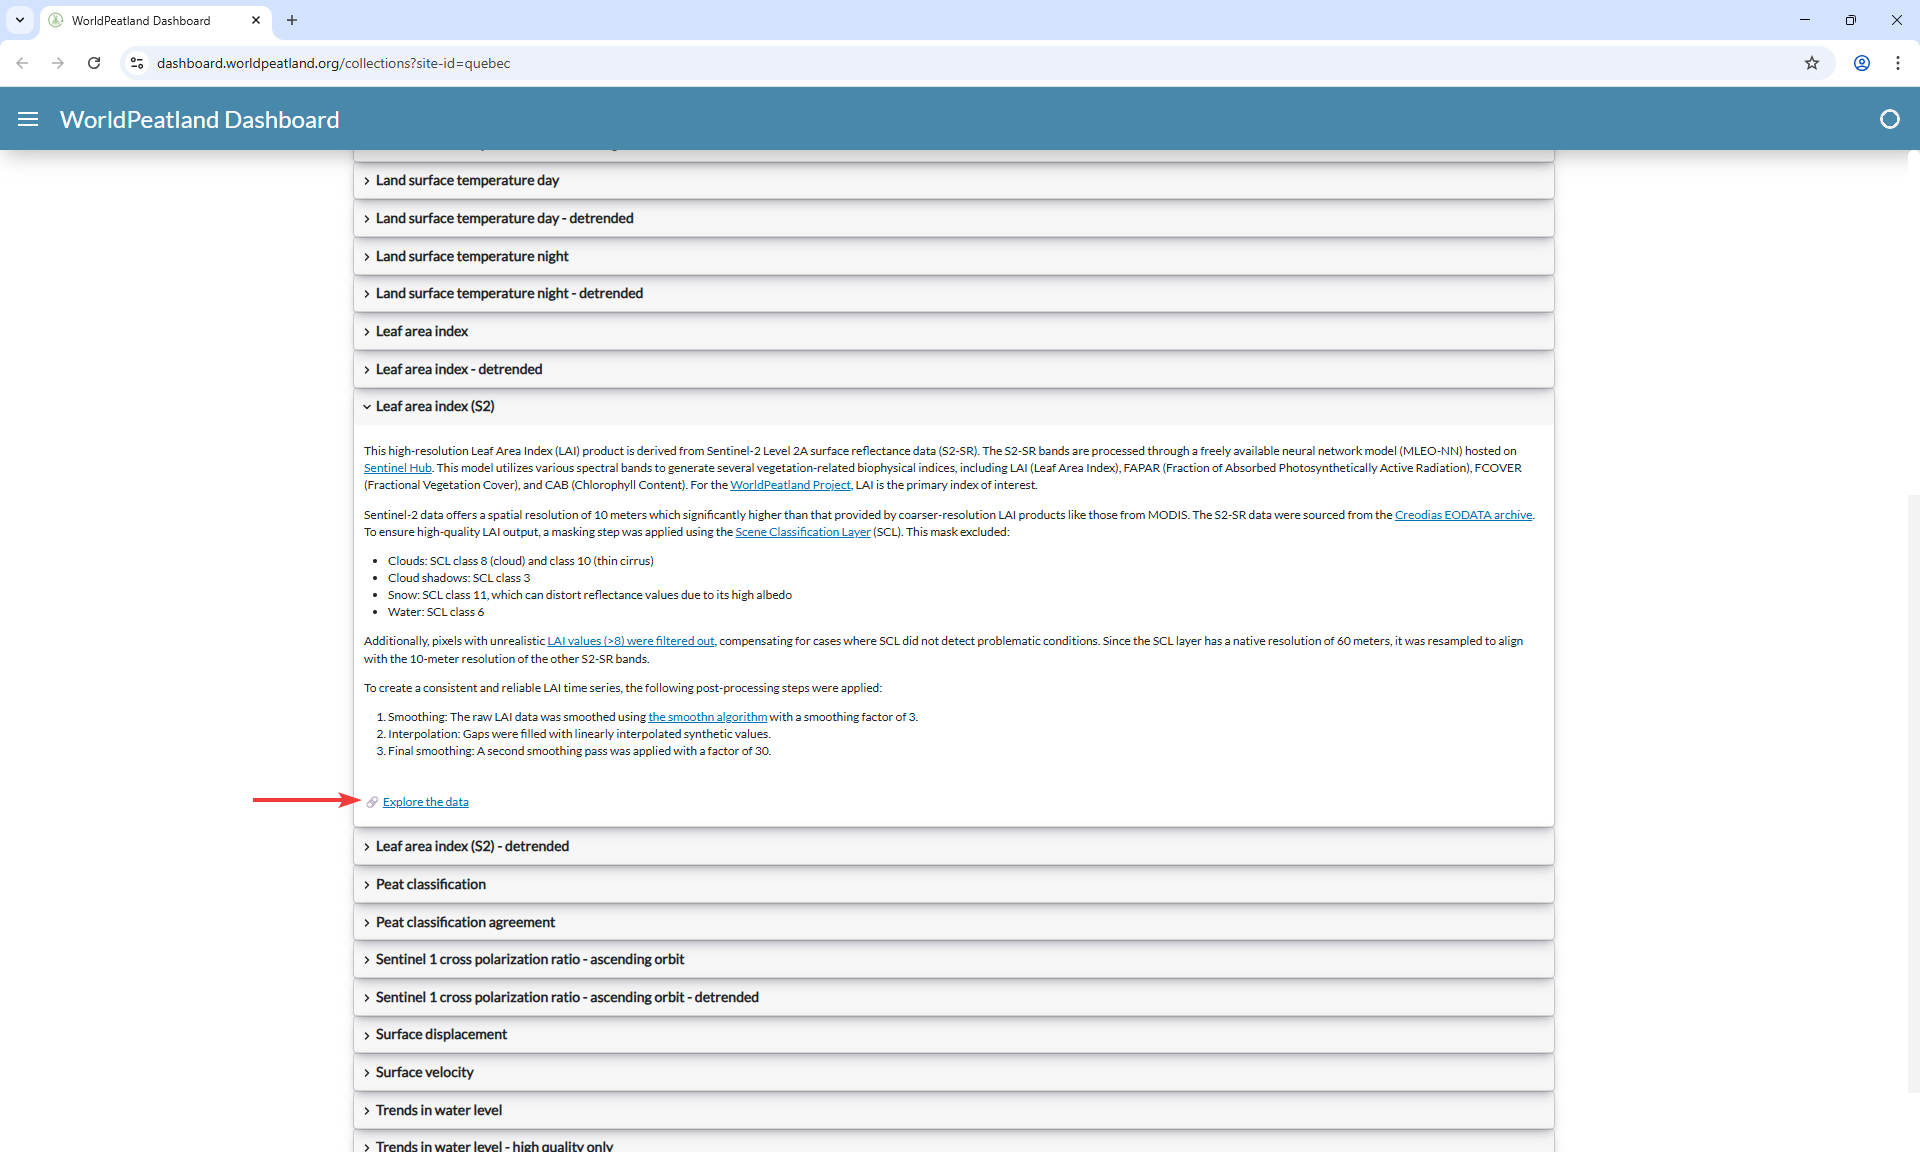 WorldPeatland Dashboard
dashboard.worldpeatland.org/collections?site-id=quebec
WorldPeatland Dashboard
Land surface temperature day
Land surface temperature day - detrended
Land surface temperature night
Land surface temperature night - detrended
Leaf area index
Leaf area index - detrended
Leaf area index (S2)
This high-resolution Leaf Area Index (LAI) product is derived from Sentinel-2 Level 2A surface reflectance data (S2-SR). The S2-SR bands are processed through a freely available neural network model (MLEO-NN) hosted on
Sentinel Hub. This model utilizes various spectral bands to generate several vegetation-related biophysical indices, including LAI (Leaf Area Index), FAPAR (Fraction of Absorbed Photosynthetically Active Radiation), FCOVER
(Fractional Vegetation Cover), and CAB (Chlorophyll Content). For the WorldPeatland Project, LAI is the primary index of interest.
Sentinel-2 data offers a spatial resolution of 10 meters which significantly higher than that provided by coarser-resolution LAI products like those from MODIS. The S2-SR data were sourced from the Creodias EODATA archive.
To ensure high-quality LAI output, a masking step was applied using the Scene Classification Layer (SCL). This mask excluded:
• Clouds: SCL class 8 (cloud) and class 10 (thin cirrus)
• Cloud shadows: SCL class 3
• Snow: SCL class 11, which can distort reflectance values due to its high albedo
• Water: SCL class 6
Additionally, pixels with unrealistic LAI values (>8) were filtered out, compensating for cases where SCL did not detect problematic conditions. Since the SCL layer has a native resolution of 60 meters, it was resampled to align
with the 10-meter resolution of the other S2-SR bands.
To create a consistent and reliable LAI time series, the following post-processing steps were applied:
1. Smoothing: The raw LAI data was smoothed using the smoothn algorithm with a smoothing factor of 3.
2. Interpolation: Gaps were filled with linearly interpolated synthetic values.
3. Final smoothing: A second smoothing pass was applied with a factor of 30.
Explore the data
Leaf area index (S2) - detrended
Peat classification
Peat classification agreement
Sentinel 1 cross polarization ratio - ascending orbit
Sentinel 1 cross polarization ratio - ascending orbit - detrended
Surface displacement
Surface velocity
Trends in water level
Trends in water level - high quality only